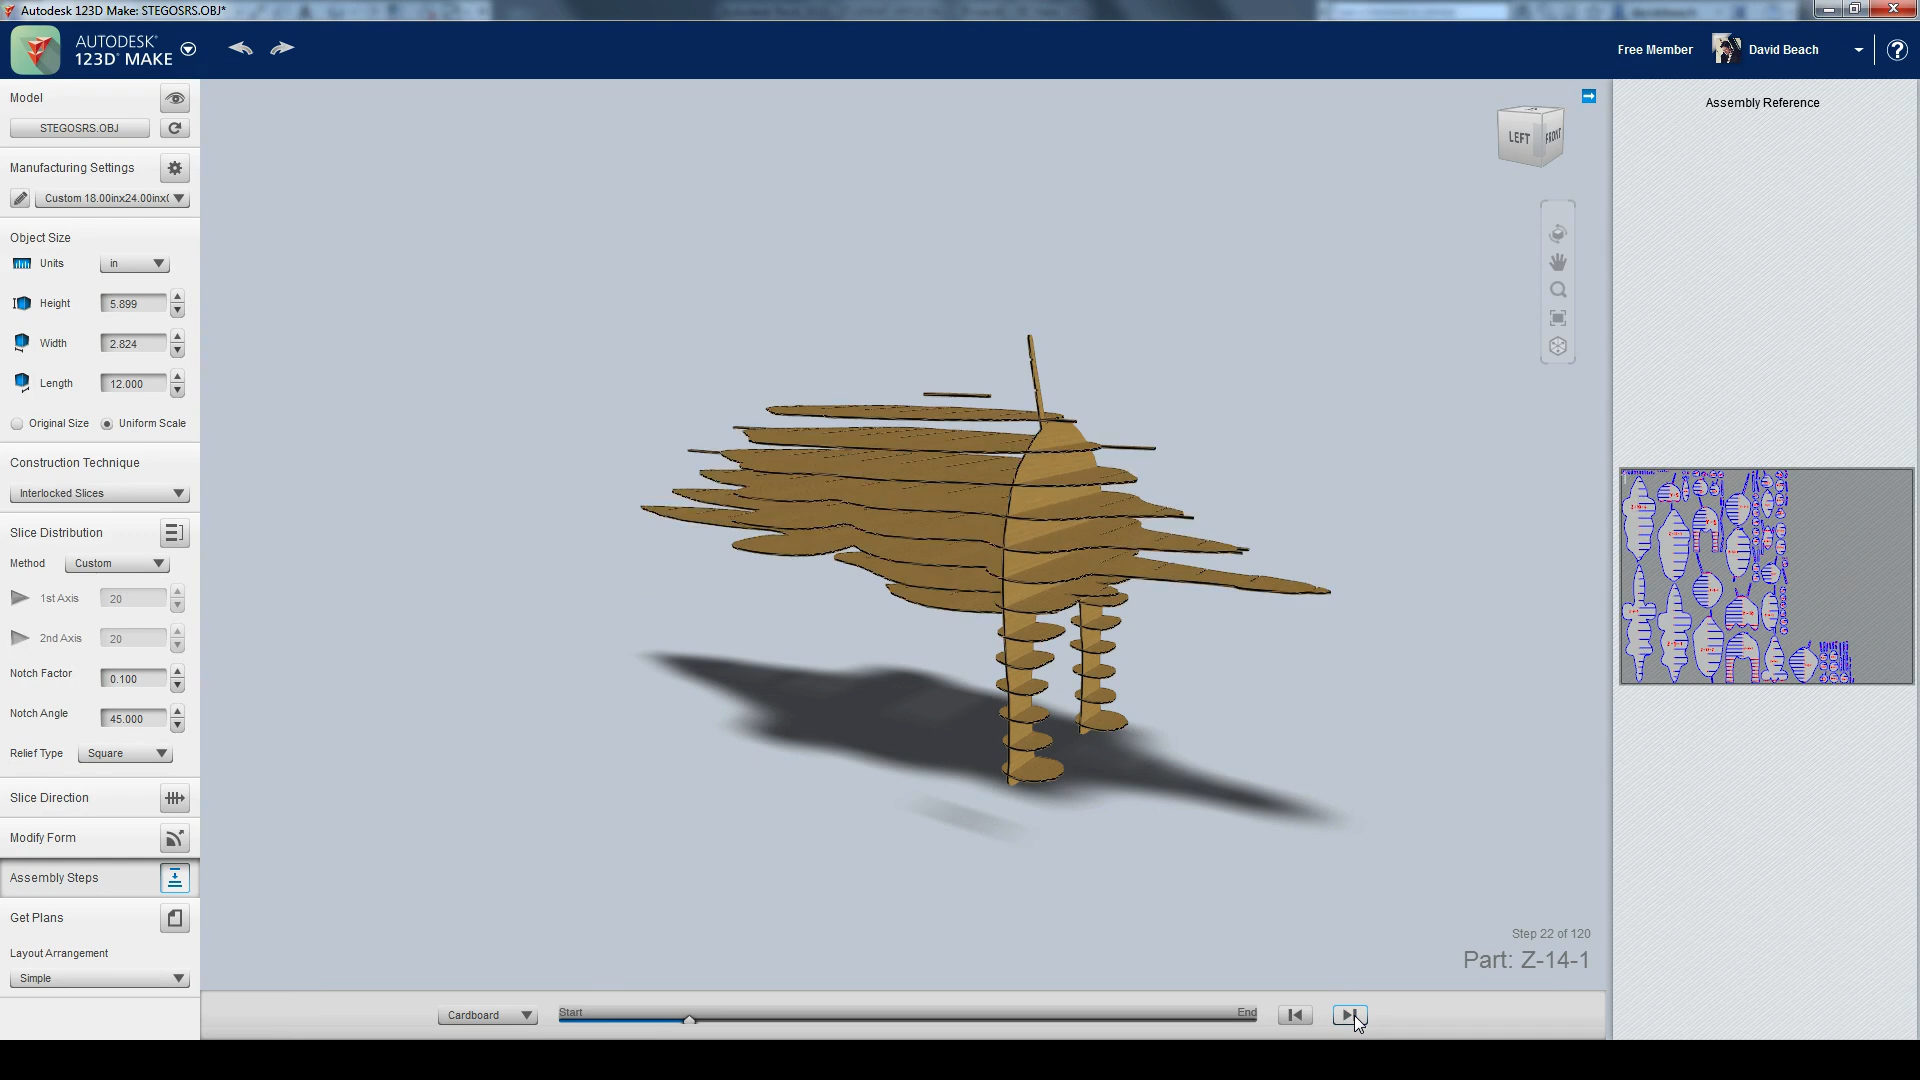 Autodesk 123D Make: STEGOSRS.OBJ*
AUTODESK®
123D® MAKE
Free Member
David Beach
?
Model
STEGOSRS.OBJ
Manufacturing Settings
Custom 18.00inx24.00inx(
Object Size
Units
in
Height
5.899
Width
2.824
Length
12.000
Original Size
Uniform Scale
Construction Technique
Interlocked Slices
Slice Distribution
Method
Custom
1st Axis
20
2nd Axis
20
Notch Factor
0.100
Notch Angle
45.000
Relief Type
Square
Slice Direction
Modify Form
Assembly Steps
Get Plans
Layout Arrangement
Simple
LEFT
FRONT
Step 22 of 120
Part: Z-14-1
Cardboard
Start
End
Assembly Reference